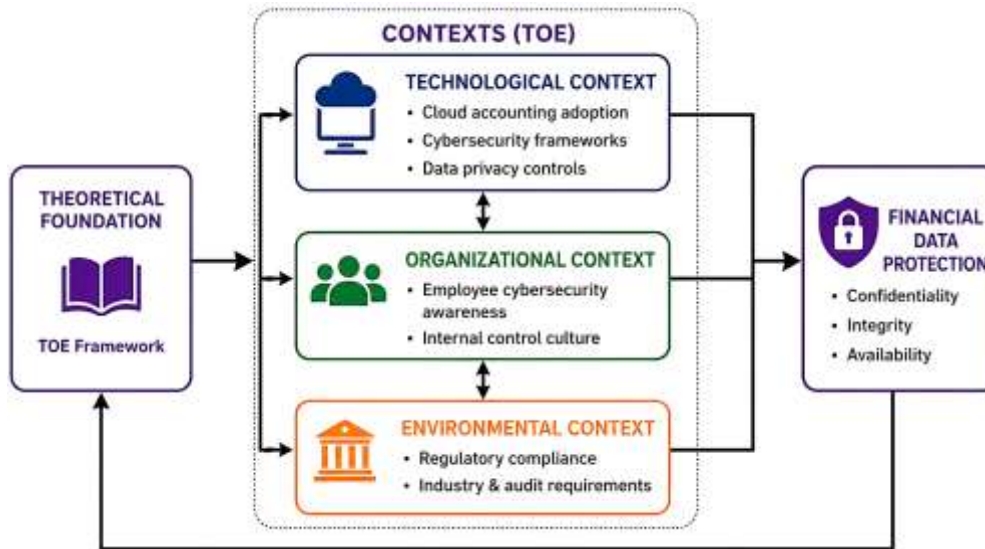 CONTEXTS (TOE)
THEORETICAL
FOUNDATION
TOE Framework
TECHNOLOGICAL CONTEXT
• Cloud accounting adoption
• Cybersecurity frameworks
• Data privacy controls
ORGANIZATIONAL CONTEXT
• Employee cybersecurity
awareness
• Internal control culture
ENVIRONMENTAL CONTEXT
• Regulatory compliance
• Industry & audit requirements
FINANCIAL
DATA
PROTECTION
• Confidentiality
• Integrity
• Availability